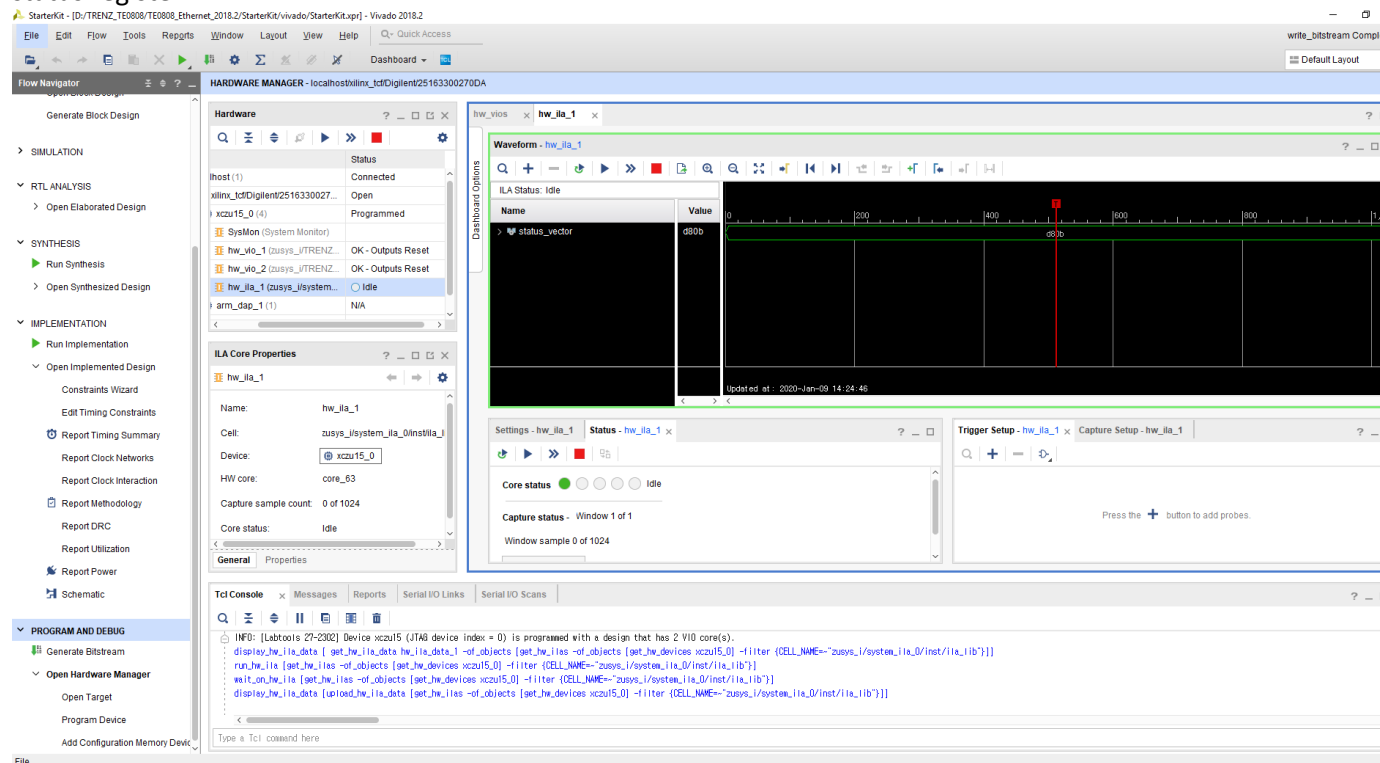 StarterKit - [D:/TRENZ_TE0808/TE0808_Ethernet_2018.2/StarterKit/vivado/StarterKit.xpr] - Vivado 2018.2
File Edit Flow Tools Reports Window Layout View Help Quick Access
write_bitstream Compl
Dashboard
Default Layout
Flow Navigator
HARDWARE MANAGER - localhost/xilinx_tcf/Digilent/25163300270DA
Generate Block Design
SIMULATION
RTL ANALYSIS
Open Elaborated Design
SYNTHESIS
Run Synthesis
Open Synthesized Design
IMPLEMENTATION
Run Implementation
Open Implemented Design
Constraints Wizard
Edit Timing Constraints
Report Timing Summary
Report Clock Networks
Report Clock Interaction
Report Methodology
Report DRC
Report Utilization
Report Power
Schematic
PROGRAM AND DEBUG
Generate Bitstream
Open Hardware Manager
Open Target
Program Device
Add Configuration Memory Devic
Hardware
Status
lhost (1) Connected
xilinx_tcf/Digilent/2516330027... Open
xczu15_0 (4) Programmed
SysMon (System Monitor)
hw_vio_1 (zusys_i/TRENZ... OK - Outputs Reset
hw_vio_2 (zusys_i/TRENZ... OK - Outputs Reset
hw_ila_1 (zusys_i/system... Idle
arm_dap_1 (1) N/A
ILA Core Properties
hw_ila_1
Name: hw_ila_1
Cell: zusys_i/system_ila_0/inst/ila_l
Device: xczu15_0
HW core: core_63
Capture sample count: 0 of 1024
Core status: Idle
General Properties
hw_vios hw_ila_1
Dashboard Options
Waveform - hw_ila_1
ILA Status: Idle
Name Value
0 200 400 600 800 1,
status_vector d80b d80b
Updated at: 2020-Jan-09 14:24:46
Settings - hw_ila_1 Status - hw_ila_1
Core status Idle
Capture status - Window 1 of 1
Window sample 0 of 1024
Trigger Setup - hw_ila_1 Capture Setup - hw_ila_1
Press the + button to add probes.
Tcl Console Messages Reports Serial I/O Links Serial I/O Scans
INFO: [Labtools 27-2302] Device xczu15 (JTAG device index = 0) is programmed with a design that has 2 VIO core(s).
display_hw_ila_data [ get_hw_ila_data hw_ila_data_1 -of_objects [get_hw_ilas -of_objects [get_hw_devices xczu15_0] -filter {CELL_NAME=~"zusys_i/system_ila_0/inst/ila_lib"}]]
run_hw_ila [get_hw_ilas -of_objects [get_hw_devices xczu15_0] -filter {CELL_NAME=~"zusys_i/system_ila_0/inst/ila_lib"}]
wait_on_hw_ila [get_hw_ilas -of_objects [get_hw_devices xczu15_0] -filter {CELL_NAME=~"zusys_i/system_ila_0/inst/ila_lib"}]
display_hw_ila_data [upload_hw_ila_data [get_hw_ilas -of_objects [get_hw_devices xczu15_0] -filter {CELL_NAME=~"zusys_i/system_ila_0/inst/ila_lib"}]]
Type a Tcl command here
File